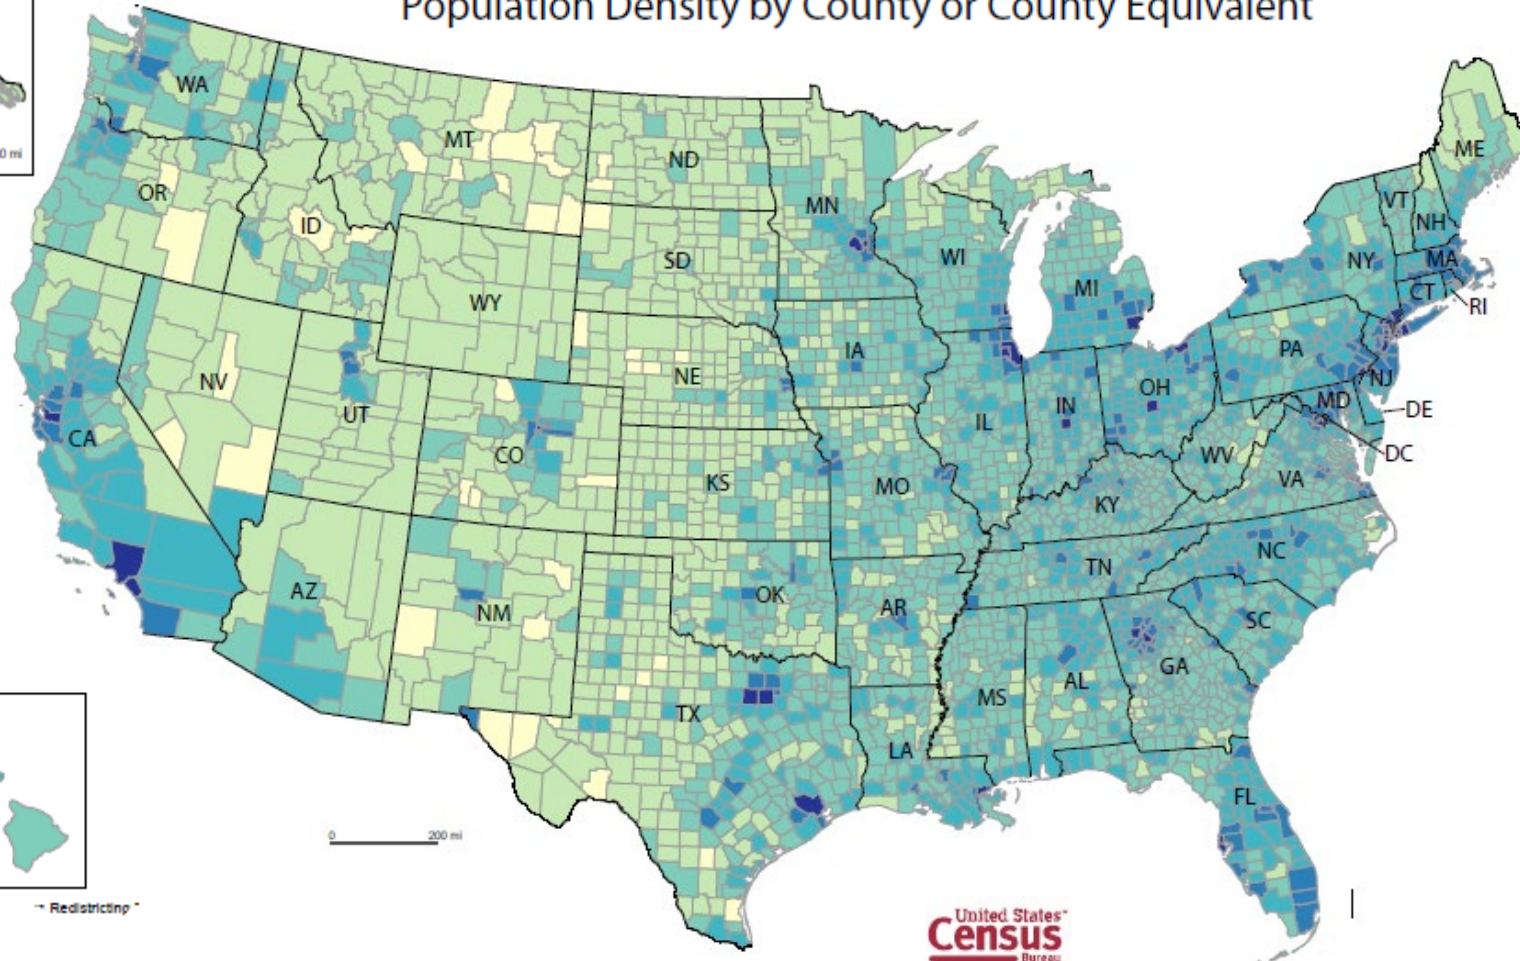 Population Density by County or County Equivalent
0 mi
WA
MT
ND
MN
ME
OR
ID
VT
NH
WI
NY
MA
SD
MI
CT
RI
WY
IA
PA
NV
NE
OH
NJ
UT
IL
IN
MD
DE
CA
CO
WV
DC
KS
MO
VA
KY
NC
TN
AZ
OK
NM
AR
SC
GA
AL
MS
TX
LA
FL
0 200 mi
Redistricting
United States
Census
Bureau